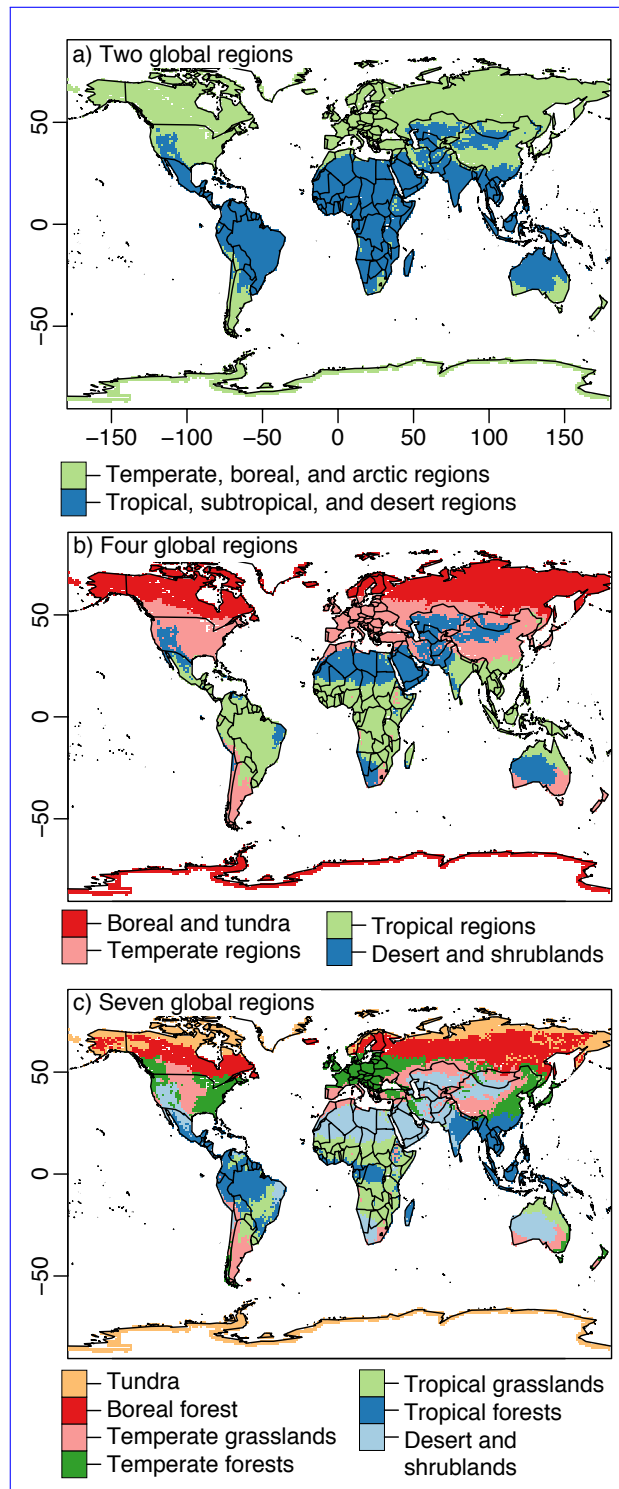 a) Two global regions
50
0
−50
−150 −100 −50 0 50 100 150
Temperate, boreal, and arctic regions
Tropical, subtropical, and desert regions
b) Four global regions
50
0
−50
Boreal and tundra
Temperate regions
Tropical regions
Desert and shrublands
c) Seven global regions
50
0
−50
Tundra
Boreal forest
Temperate grasslands
Temperate forests
Tropical grasslands
Tropical forests
Desert and
shrublands